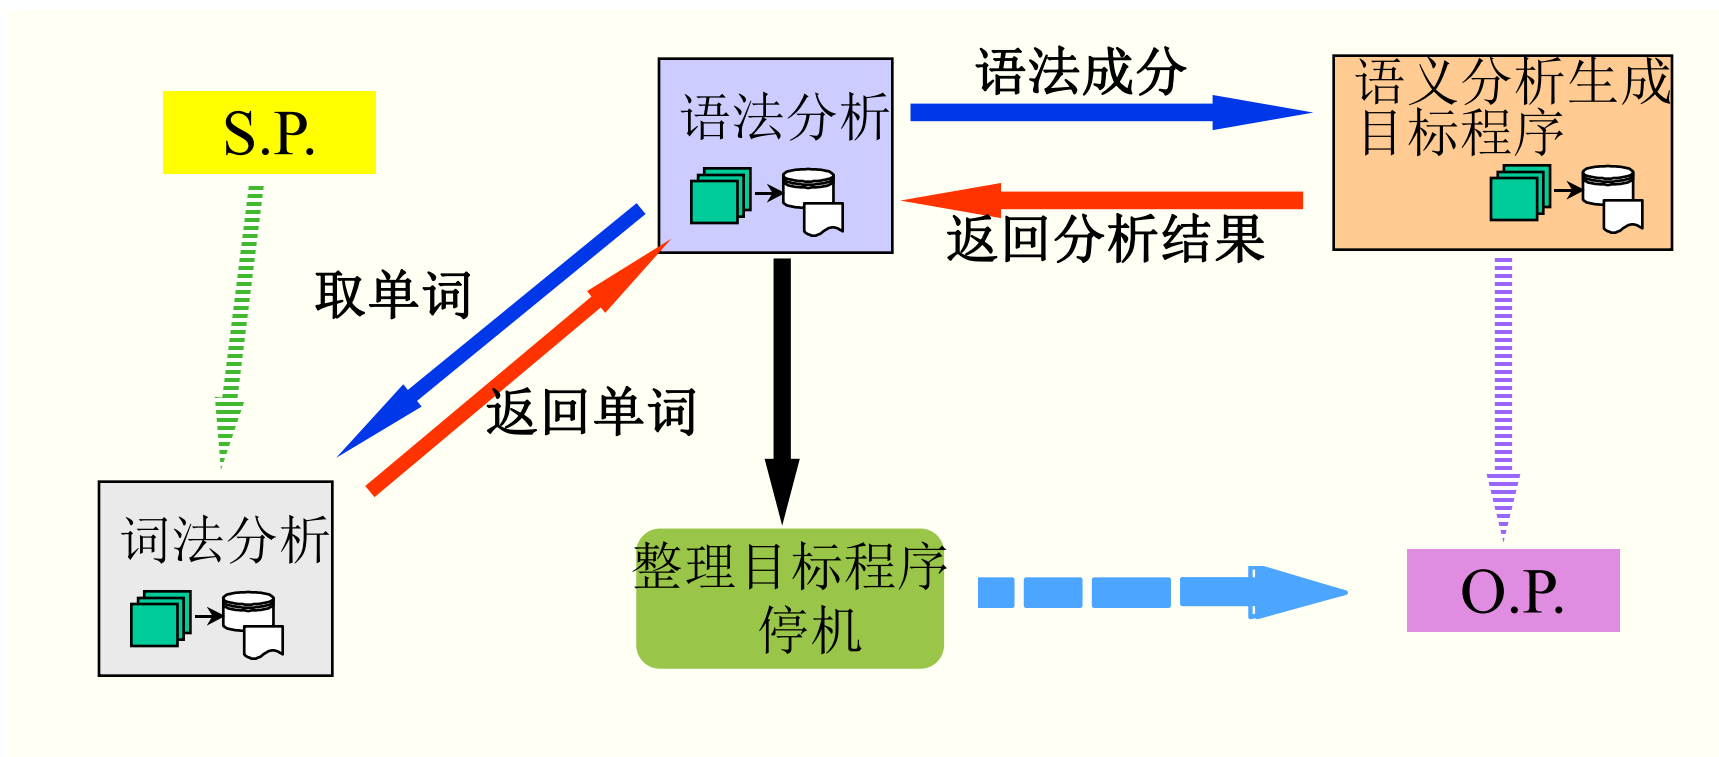 S.P.
语法分析
语法成分
语义分析生成
目标程序
返回分析结果
取单词
返回单词
词法分析
整理目标程序
停机
O.P.